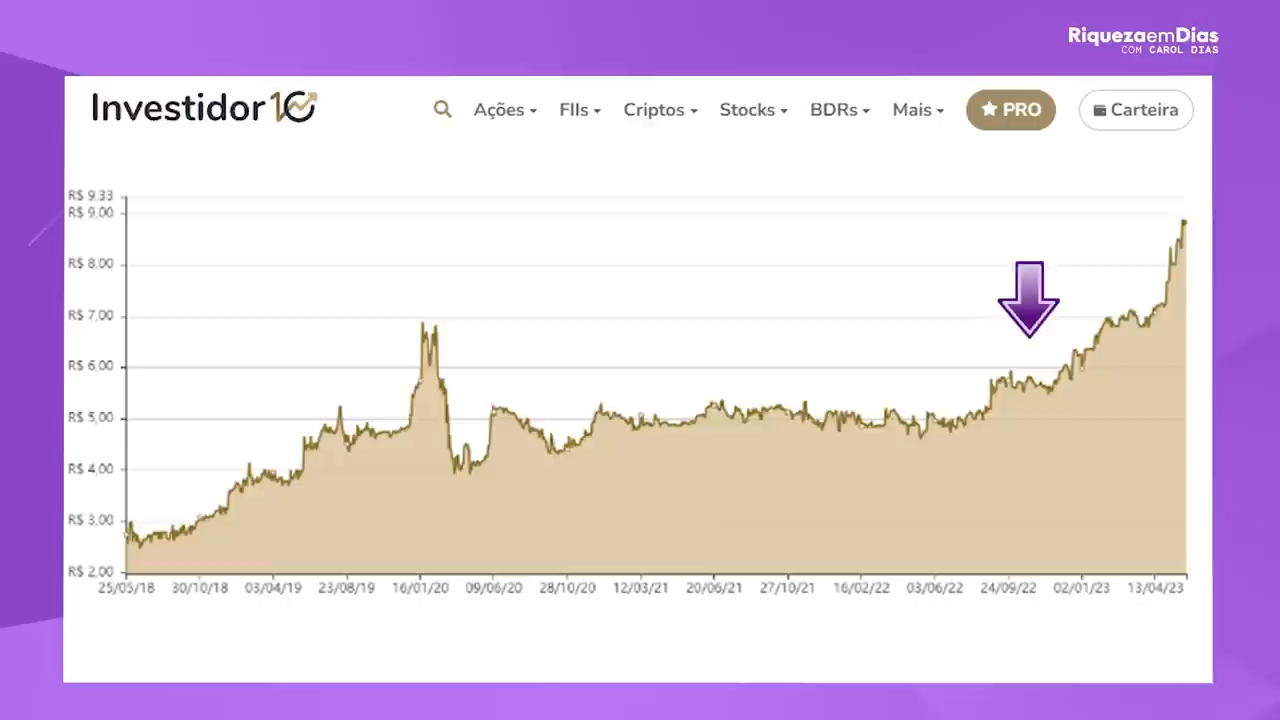 RiquezaemDias
COM CAROL DIAS
Investidor 10
Ações
FIIs
Criptos
Stocks
BDRs
Mais
PRO
Carteira
R$ 9,33
R$ 9,00
R$ 8,00
R$ 7,00
R$ 6,00
R$ 5,00
R$ 4,00
R$ 3,00
R$ 2,00
25/05/18 30/10/18 03/04/19 23/08/19 16/01/20 09/06/20 28/10/20 12/03/21 20/06/21 27/10/21 16/02/22 03/06/22 24/09/22 02/01/23 13/04/23